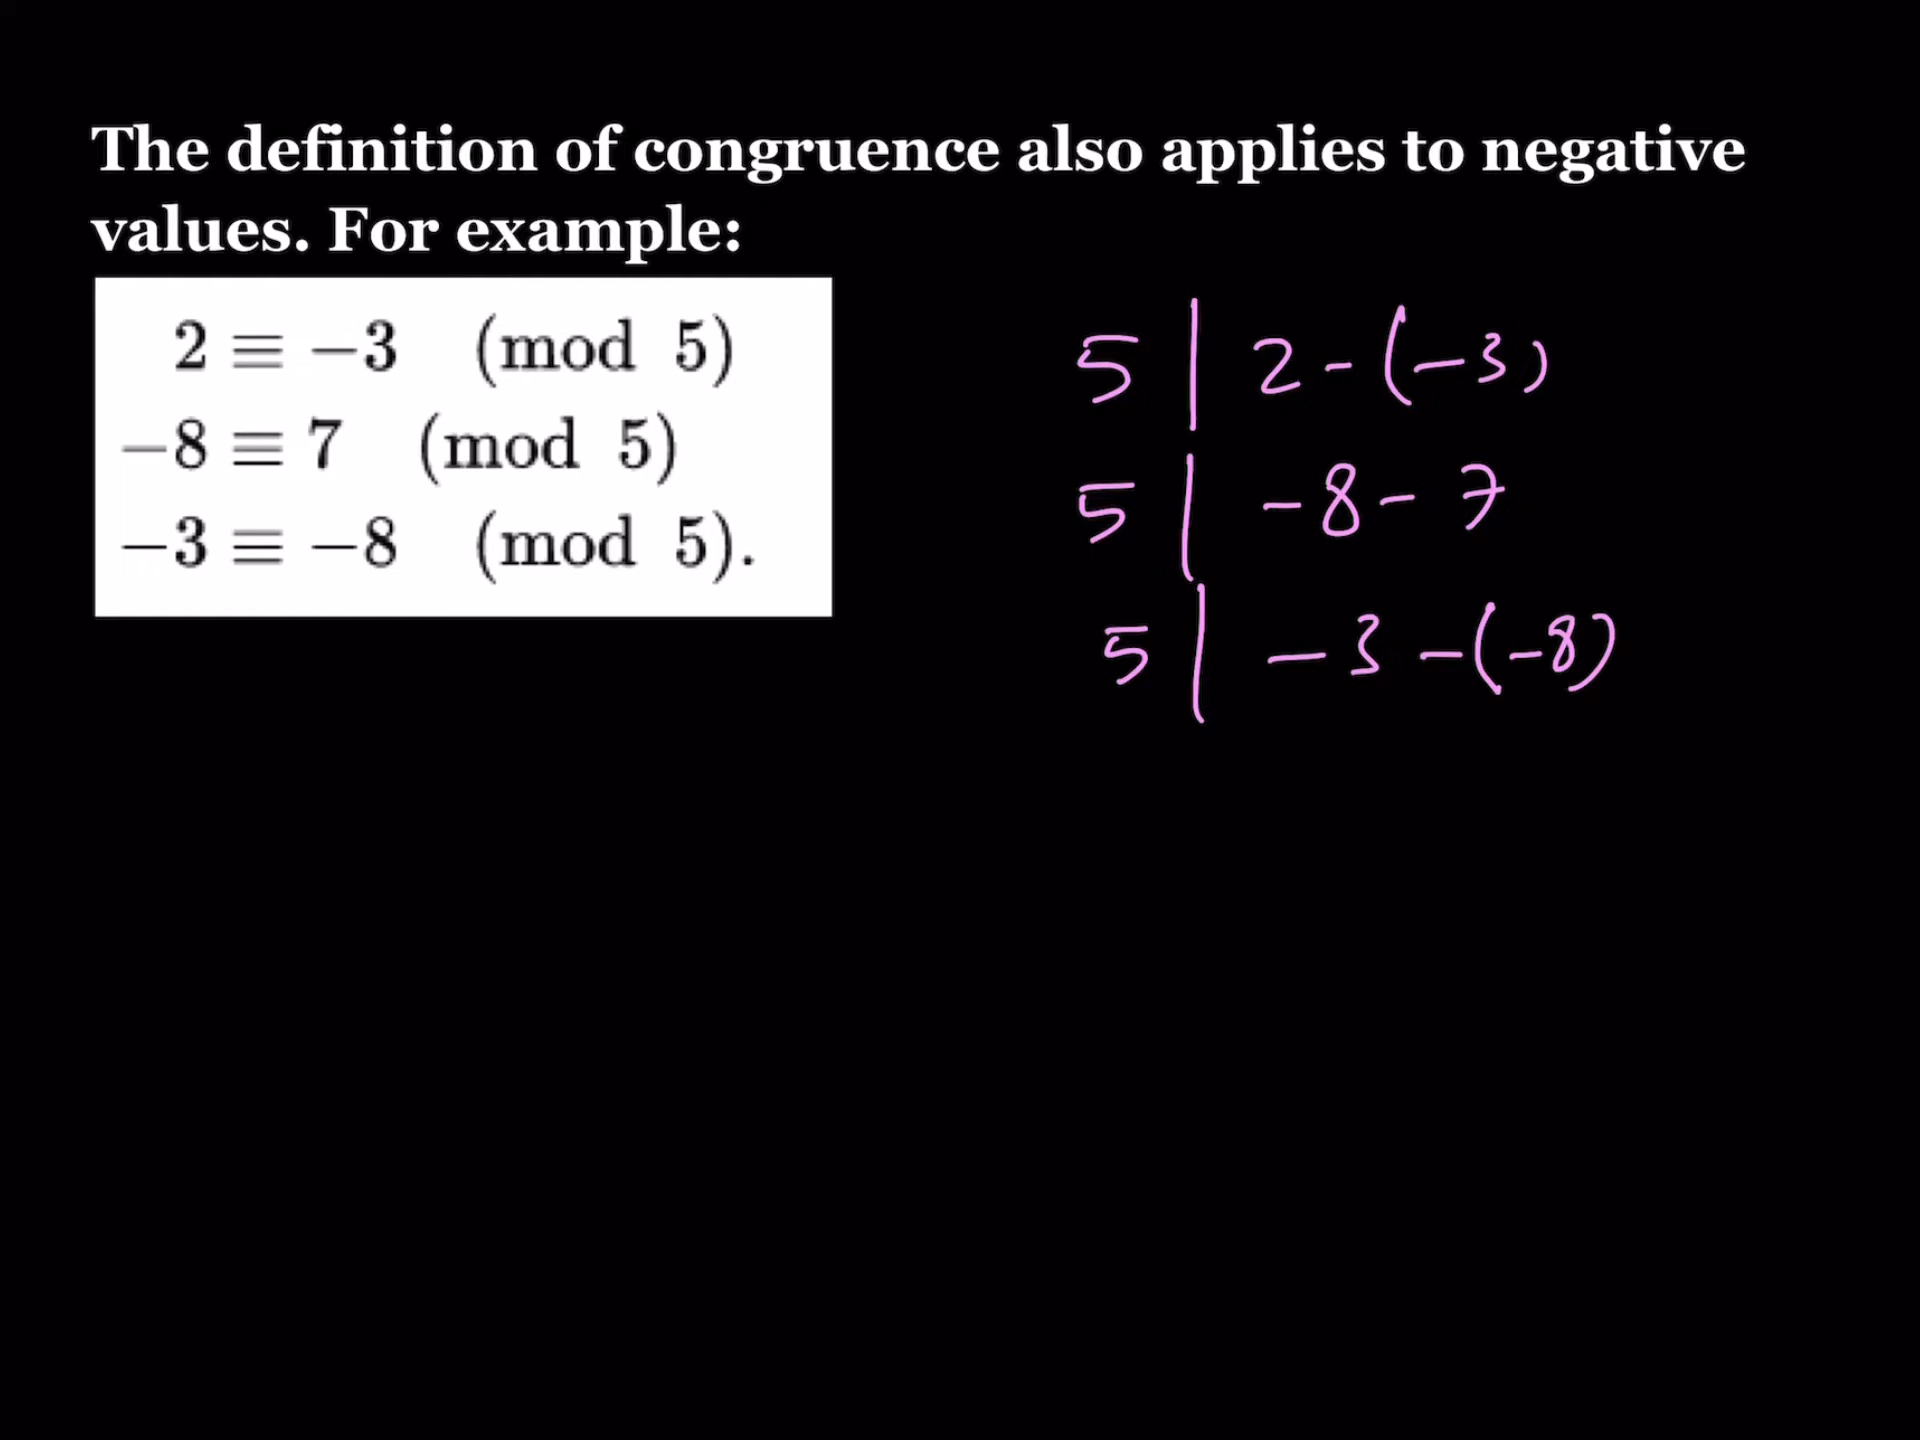 The definition of congruence also applies to negative
values. For example:
2 ≡ −3 (mod 5)
−8 ≡ 7 (mod 5)
−3 ≡ −8 (mod 5).
5 | 2 - (-3)
5 | -8 - 7
5 | -3 - (-8)